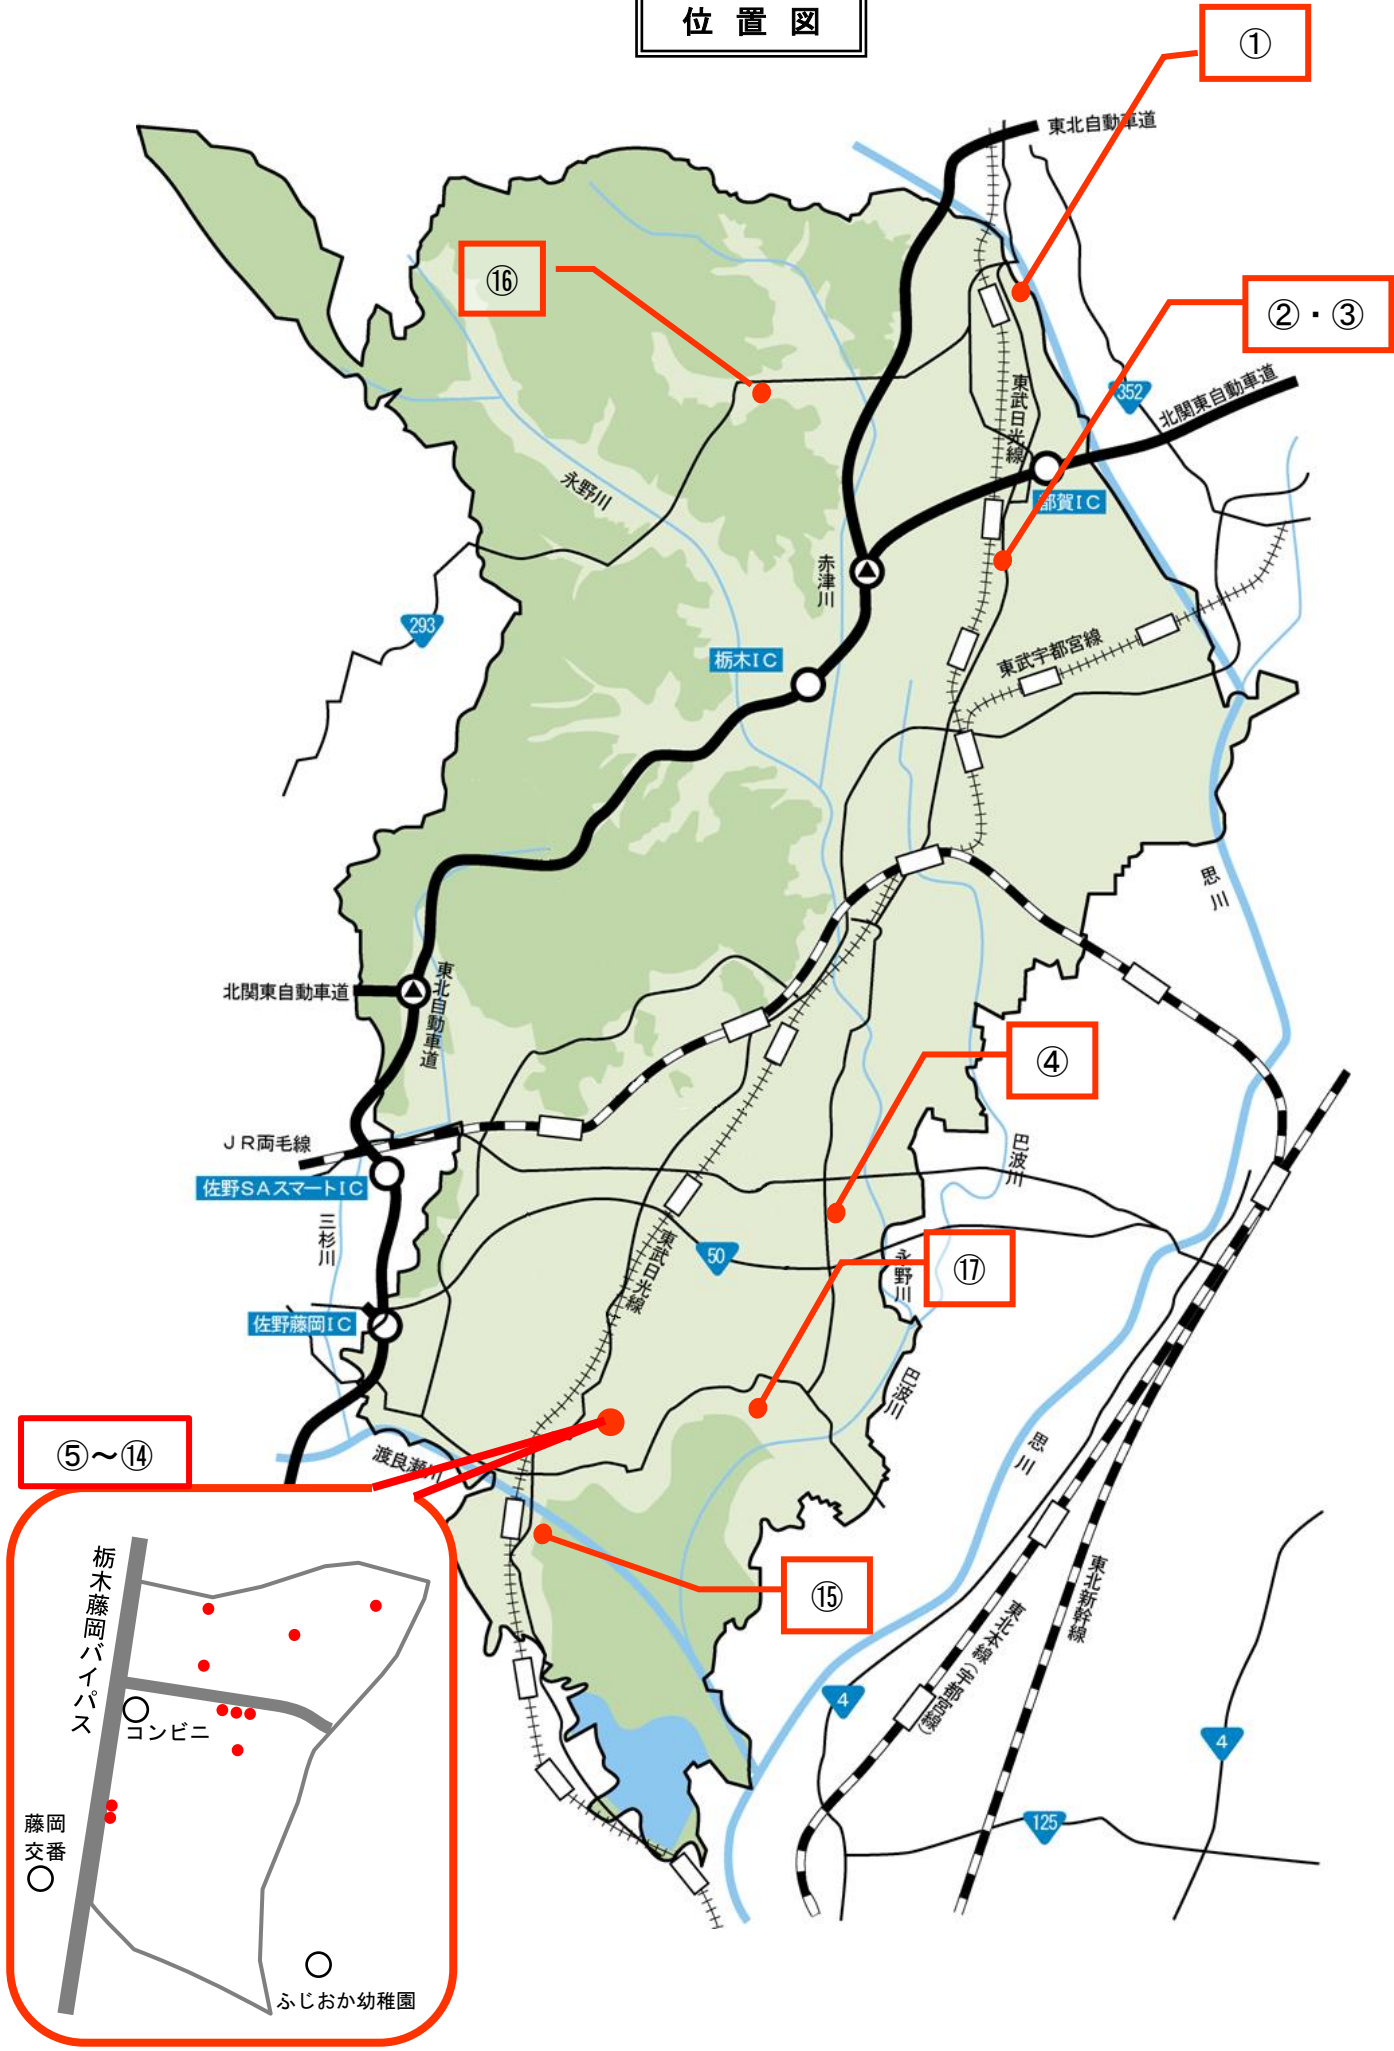 位 置 図
①
東北自動車道
⑯
②・③
東武日光線
352
北関東自動車道
永野川
都賀IC
赤津川
293
栃木IC
東武宇都宮線
思川
北関東自動車道
東北自動車道
④
JR両毛線
巴波川
佐野SAスマートIC
三杉川
東武日光線
50
永野川
⑰
佐野藤岡IC
巴波川
⑤～⑭
渡良瀬川
思川
栃木藤岡バイパス
⑮
東北新幹線
東北本線(宇都宮線)
4
コンビニ
4
藤岡
交番
125
ふじおか幼稚園